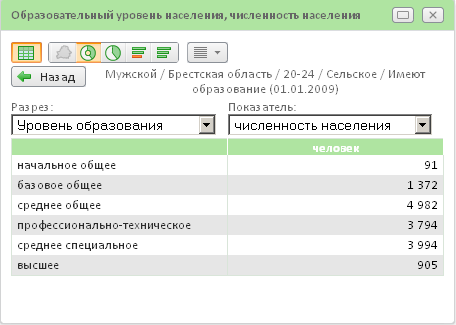 Образовательный уровень населения, численность населения
Назад
Мужской / Брестская область / 20-24 / Сельское / Имеют
образование (01.01.2009)
Разрез: Показатель:
Уровень образования численность населения
человек
начальное общее 91
базовое общее 1 372
среднее общее 4 982
профессионально-техническое 3 794
среднее специальное 3 994
высшее 905